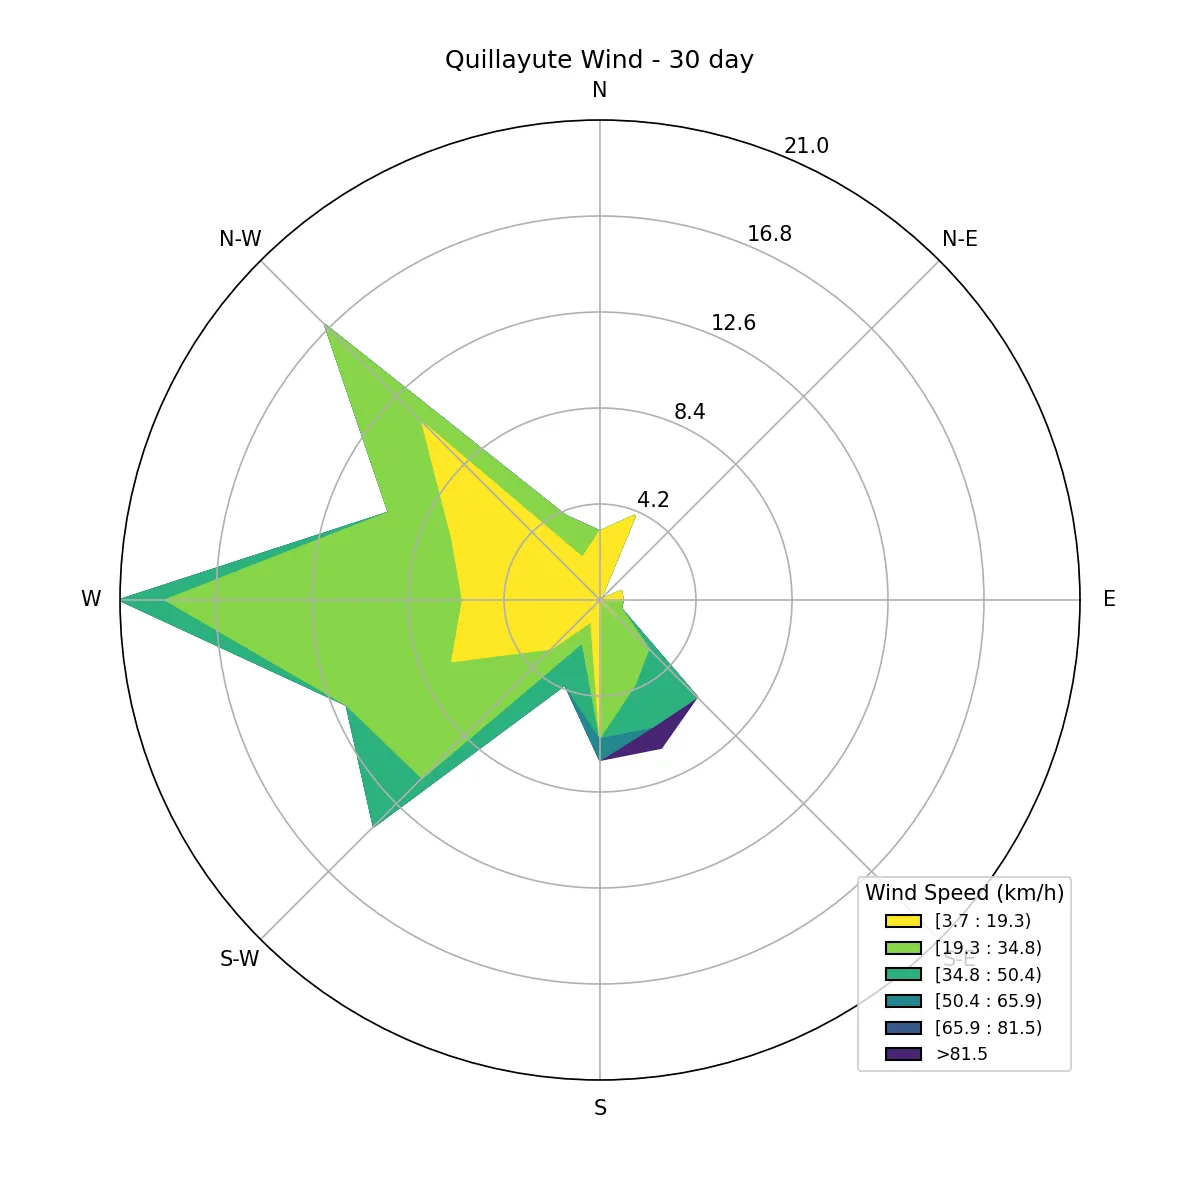 Quillayute Wind - 30 day
N
21.0
16.8
N-W
N-E
12.6
8.4
4.2
W
E
S-W
S-E
S
Wind Speed (km/h)
[3.7 : 19.3)
[19.3 : 34.8)
[34.8 : 50.4)
[50.4 : 65.9)
[65.9 : 81.5)
>81.5